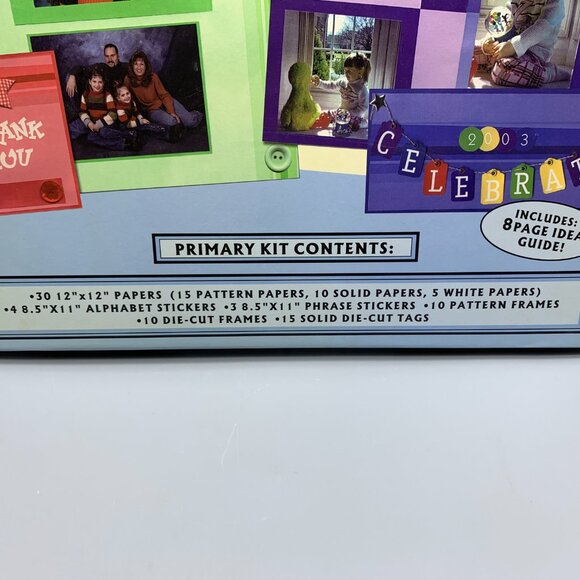 THANK
YOU
2003
CELEBRAT
INCLUDES:
8 PAGE IDEA
GUIDE!
PRIMARY KIT CONTENTS:
•30 12"x12" PAPERS (15 PATTERN PAPERS, 10 SOLID PAPERS, 5 WHITE PAPERS)
•4 8.5"X11" ALPHABET STICKERS •3 8.5"X11" PHRASE STICKERS •10 PATTERN FRAMES
•10 DIE-CUT FRAMES •15 SOLID DIE-CUT TAGS